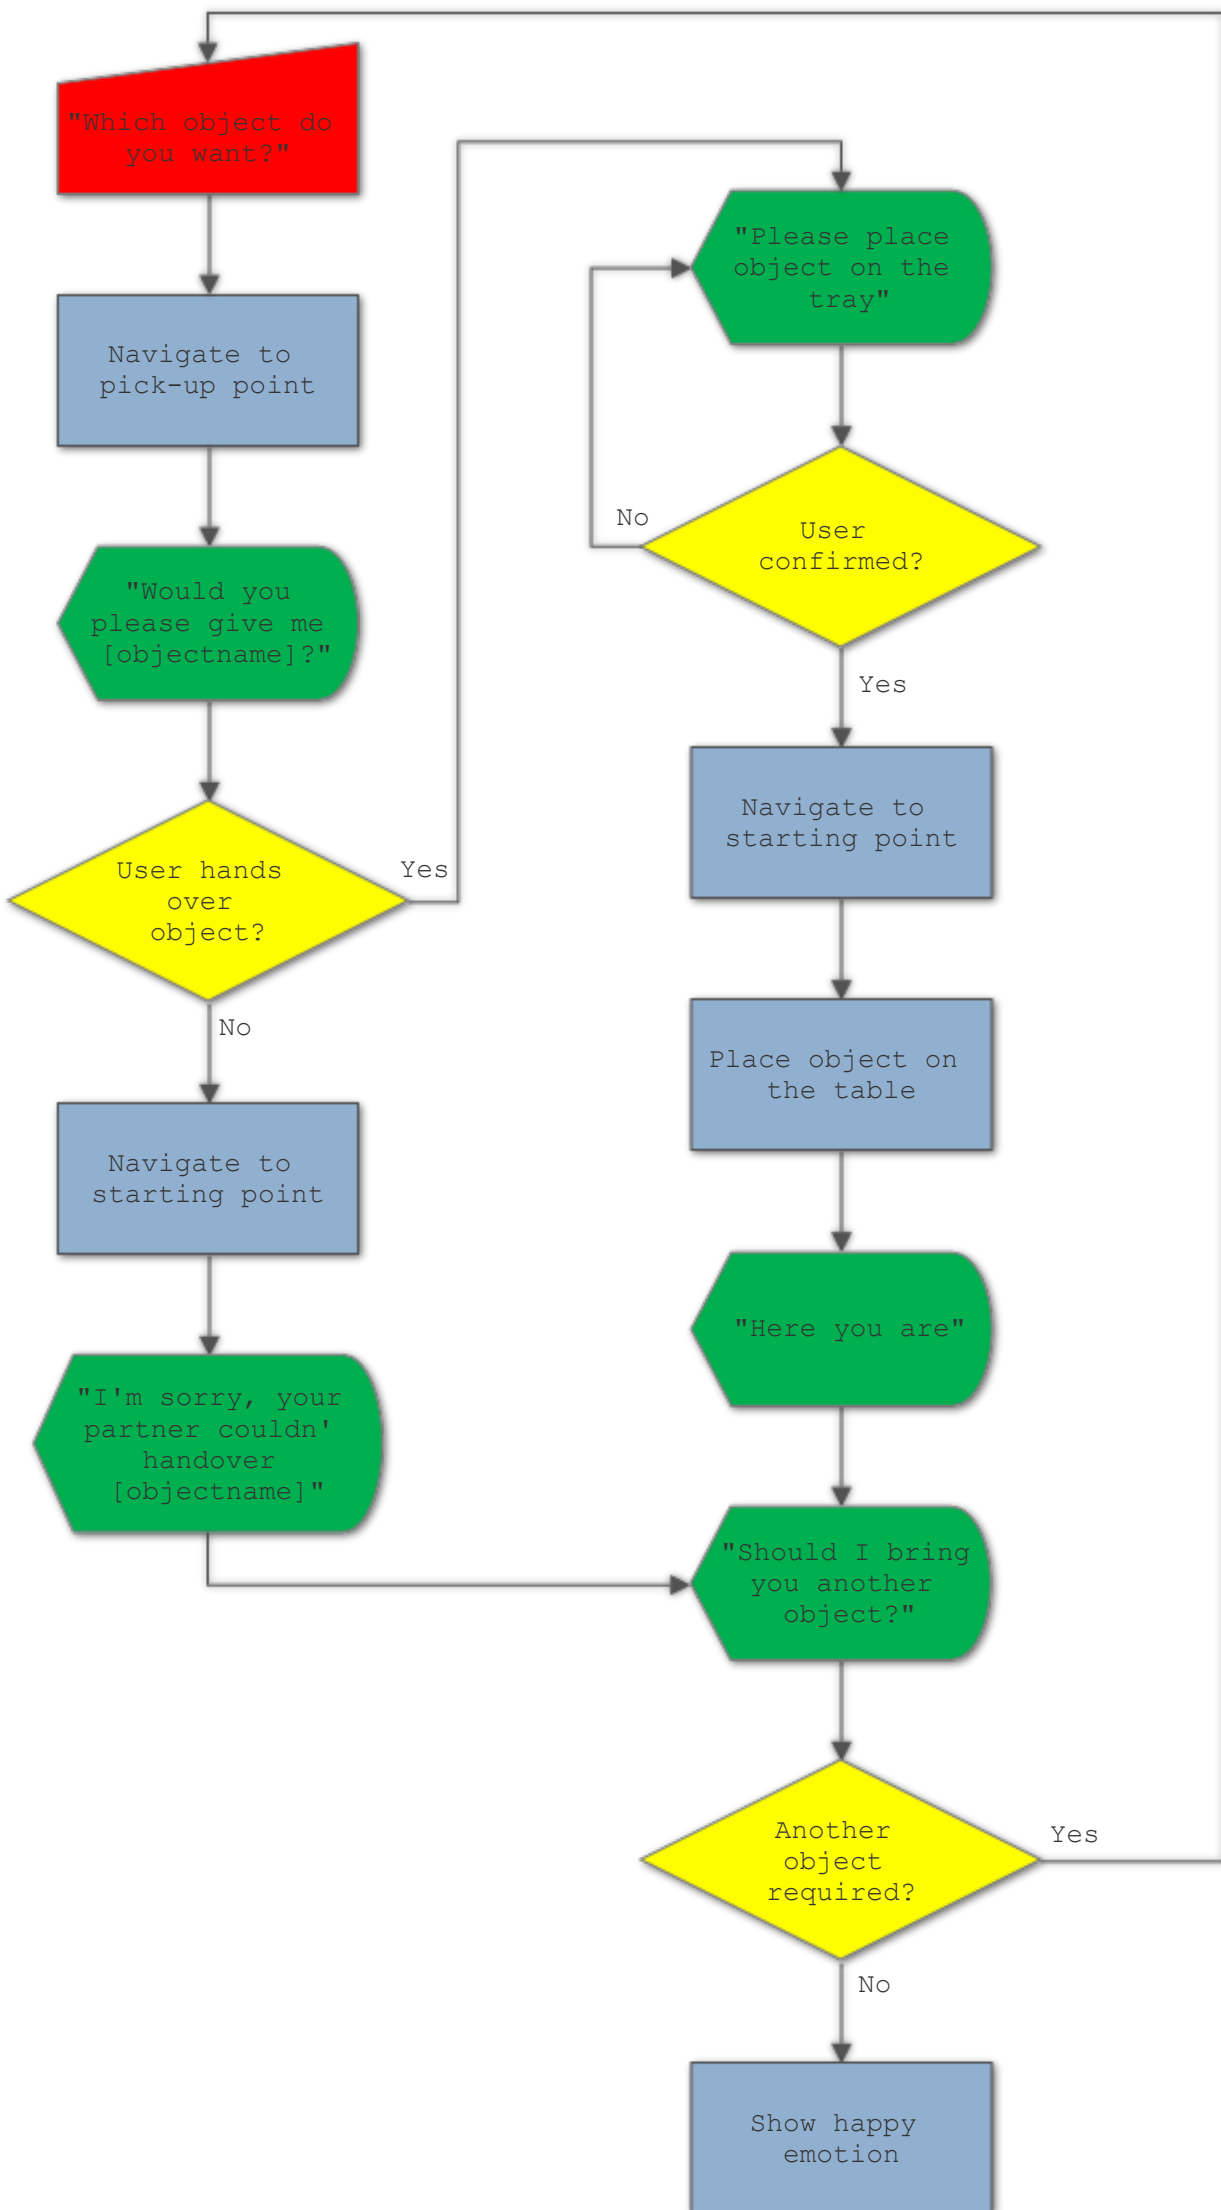 "Which object do
you want?"
Navigate to
pick-up point
"Would you
please give me
[objectname]?"
User hands
over
object?
Yes
No
Navigate to
starting point
"I'm sorry, your
partner couldn'
handover
[objectname]"
"Please place
object on the
tray"
User
confirmed?
No
Yes
Navigate to
starting point
Place object on
the table
"Here you are"
"Should I bring
you another
object?"
Another
object
required?
Yes
No
Show happy
emotion